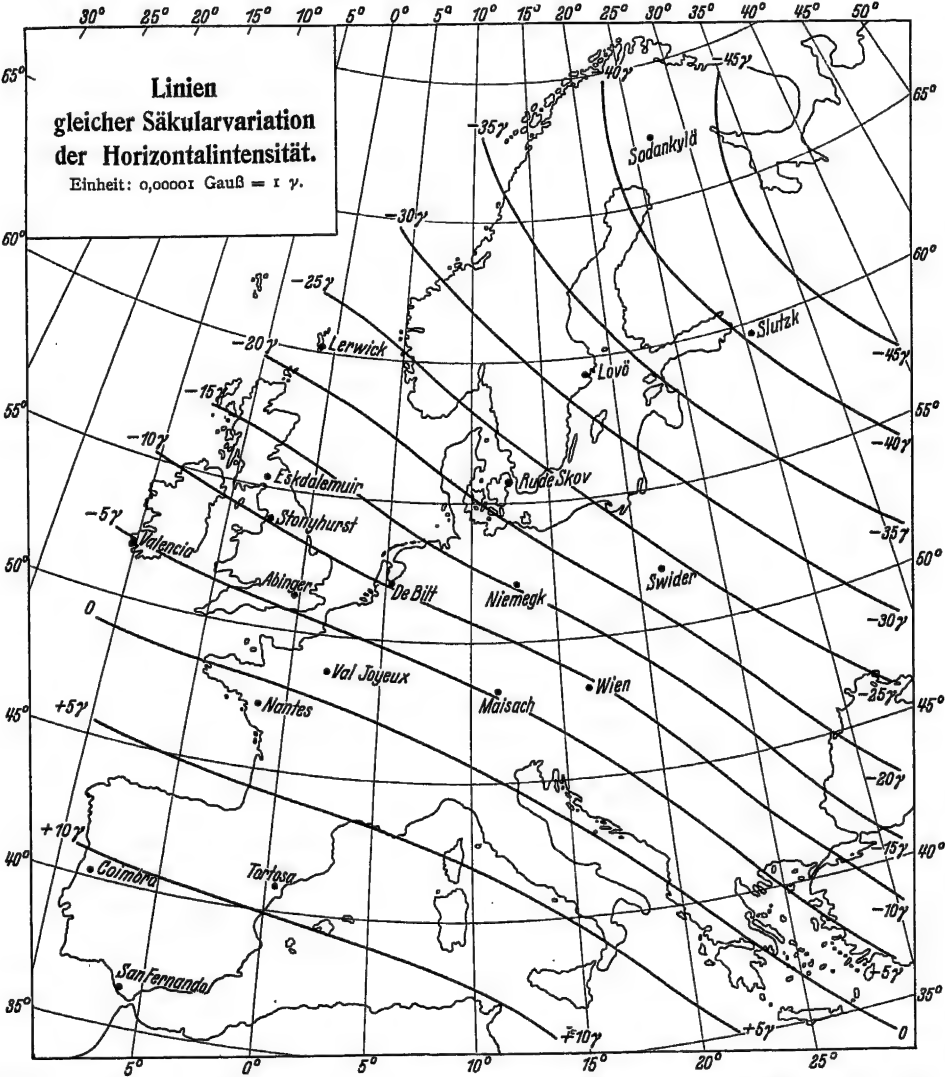 30° 25° 20° 15° 10° 5° 0° 5° 10° 15° 20° 25° 30° 35° 40° 45° 50°
65°
Linien
gleicher Säkularvariation
der Horizontalintensität.
Einheit: 0,00001 Gauß = 1 γ.
-45γ
40γ
65°
-35γ
Sodankylä
-30γ
60°
60°
-25γ
Slutzk
-20γ
Lerwick
-45γ
Lovö
-15γ
55°
55°
-10γ
-40γ
Eskdalemuir
Rude Skov
-5γ
Stonyhurst
-35γ
Valencia
50°
50°
Abinger
De Bilt
Niemegk
Swider
0
-30γ
Val Joyeux
Wien
-25γ
Nantes
Maisach
45°
45°
+5γ
-20γ
+10γ
-15γ
40°
40°
Coimbra
Tortosa
-10γ
San Fernando
-5γ
35°
35°
+10γ
+5γ
0
5° 0° 5° 10° 15° 20° 25°